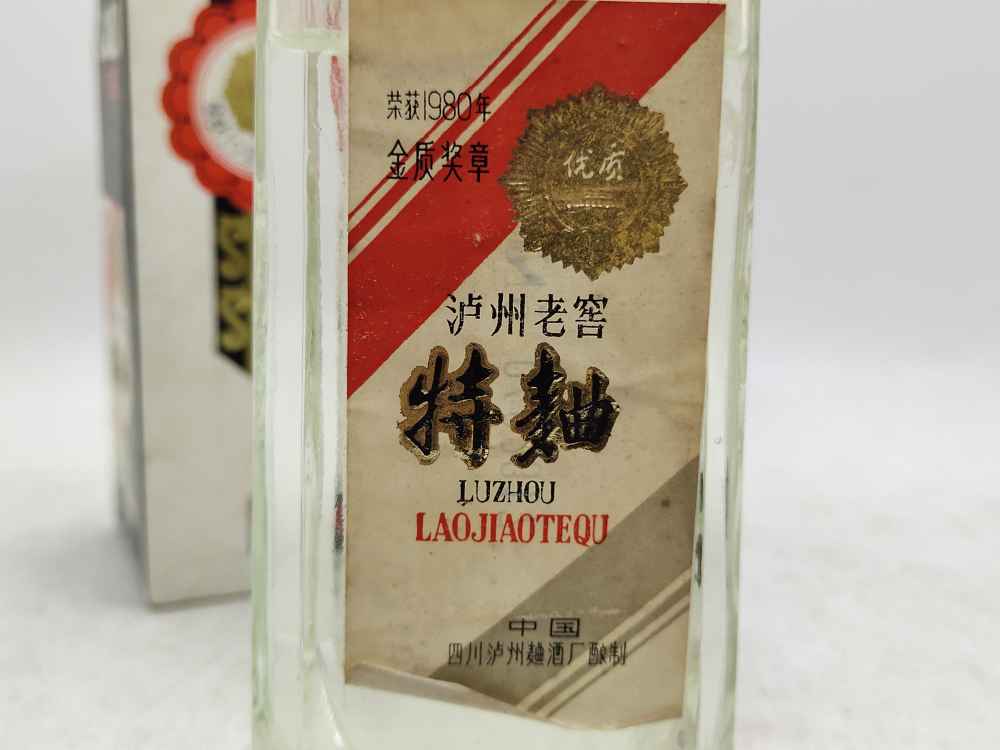 荣获1980年
金质奖章
优质
泸州老窖
特麯
LUZHOU
LAOJIAOTEQU
中国
四川泸州麯酒厂酿制